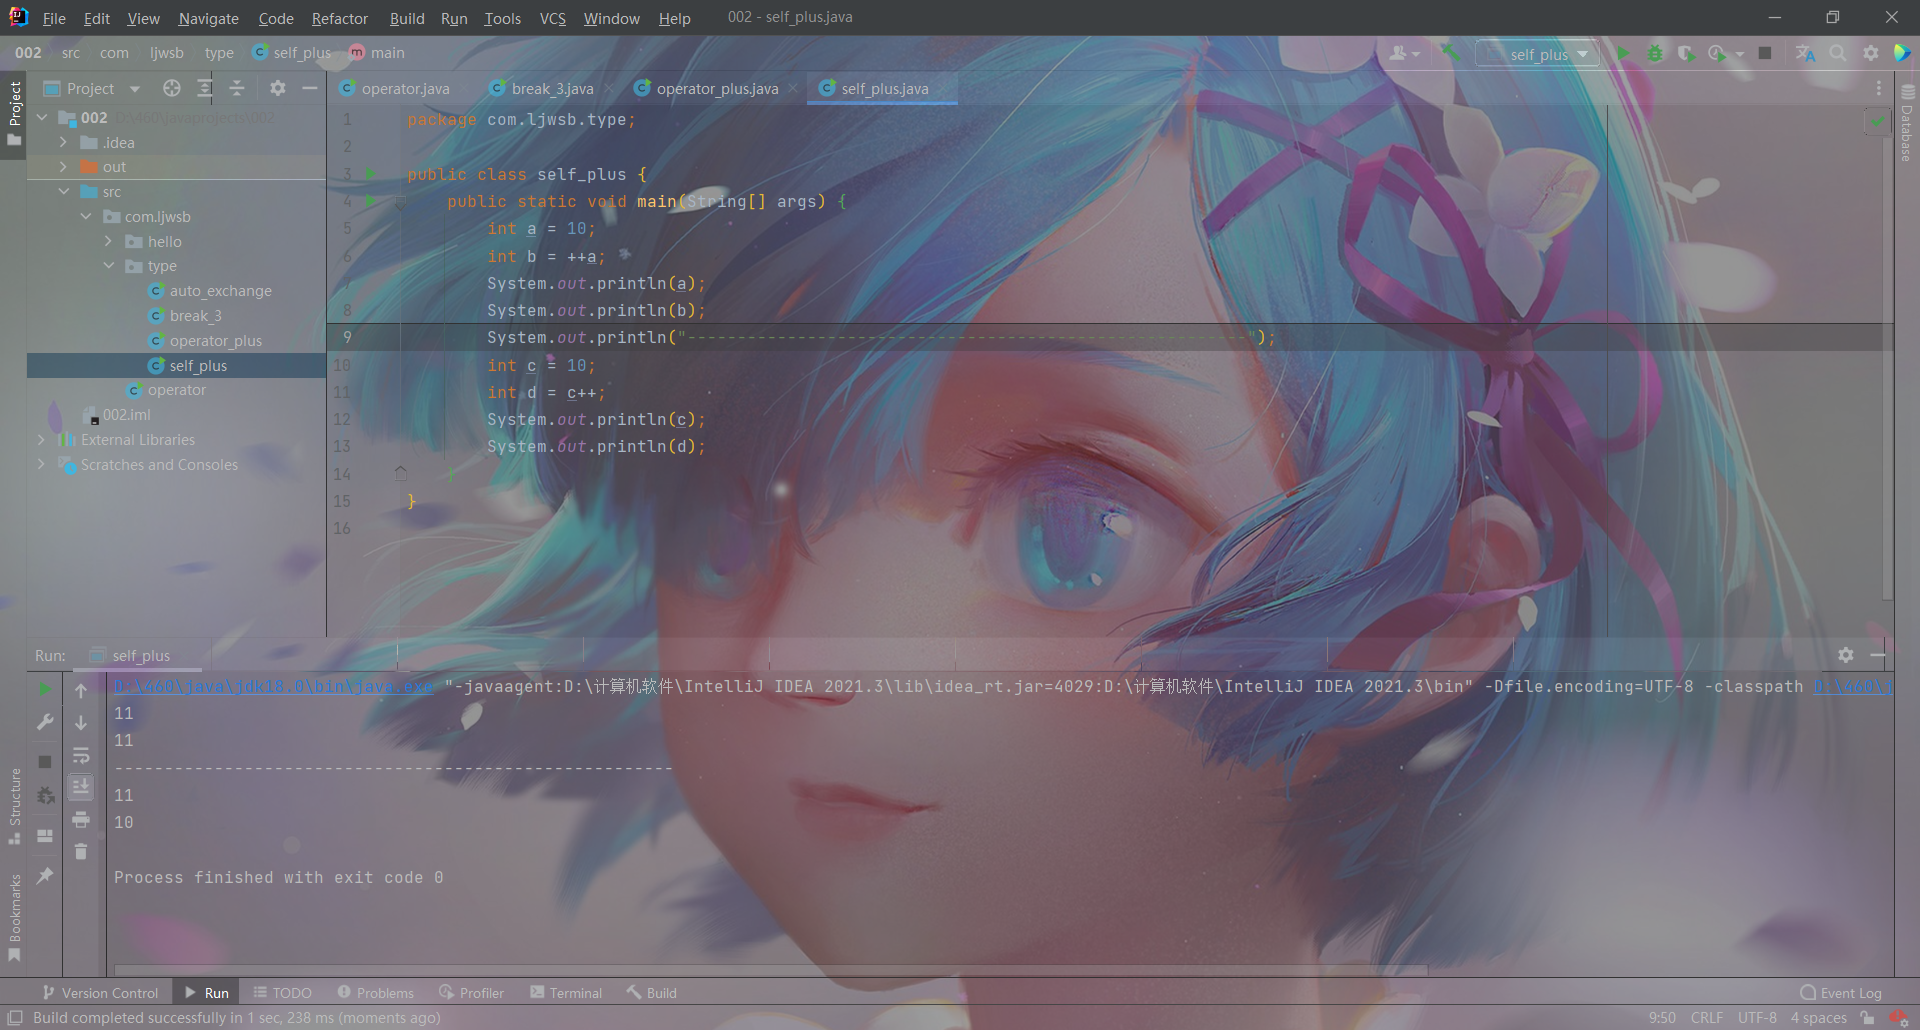 File Edit View Navigate Code Refactor Build Run Tools VCS Window Help 002 - self_plus.java
002 src com ljwsb type self_plus main
self_plus
Project
Project
operator.java break_3.java operator_plus.java self_plus.java
Database
002 D:\460\javaprojects\002
.idea
out
src
com.ljwsb
hello
type
auto_exchange
break_3
operator_plus
self_plus
operator
002.iml
External Libraries
Scratches and Consoles
1 package com.ljwsb.type;
2
3 public class self_plus {
4 public static void main(String[] args) {
5 int a = 10;
6 int b = ++a;
7 System.out.println(a);
8 System.out.println(b);
9 System.out.println("--------------------------------------------------------");
10 int c = 10;
11 int d = c++;
12 System.out.println(c);
13 System.out.println(d);
14 }
15 }
16
Run: self_plus
D:\460\java\jdk18.0\bin\java.exe "-javaagent:D:\计算机软件\IntelliJ IDEA 2021.3\lib\idea_rt.jar=4029:D:\计算机软件\IntelliJ IDEA 2021.3\bin" -Dfile.encoding=UTF-8 -classpath D:\460\j
11
11
--------------------------------------------------------
11
10
Process finished with exit code 0
Structure
Bookmarks
Version Control Run TODO Problems Profiler Terminal Build Event Log
Build completed successfully in 1 sec, 238 ms (moments ago) 9:50 CRLF UTF-8 4 spaces